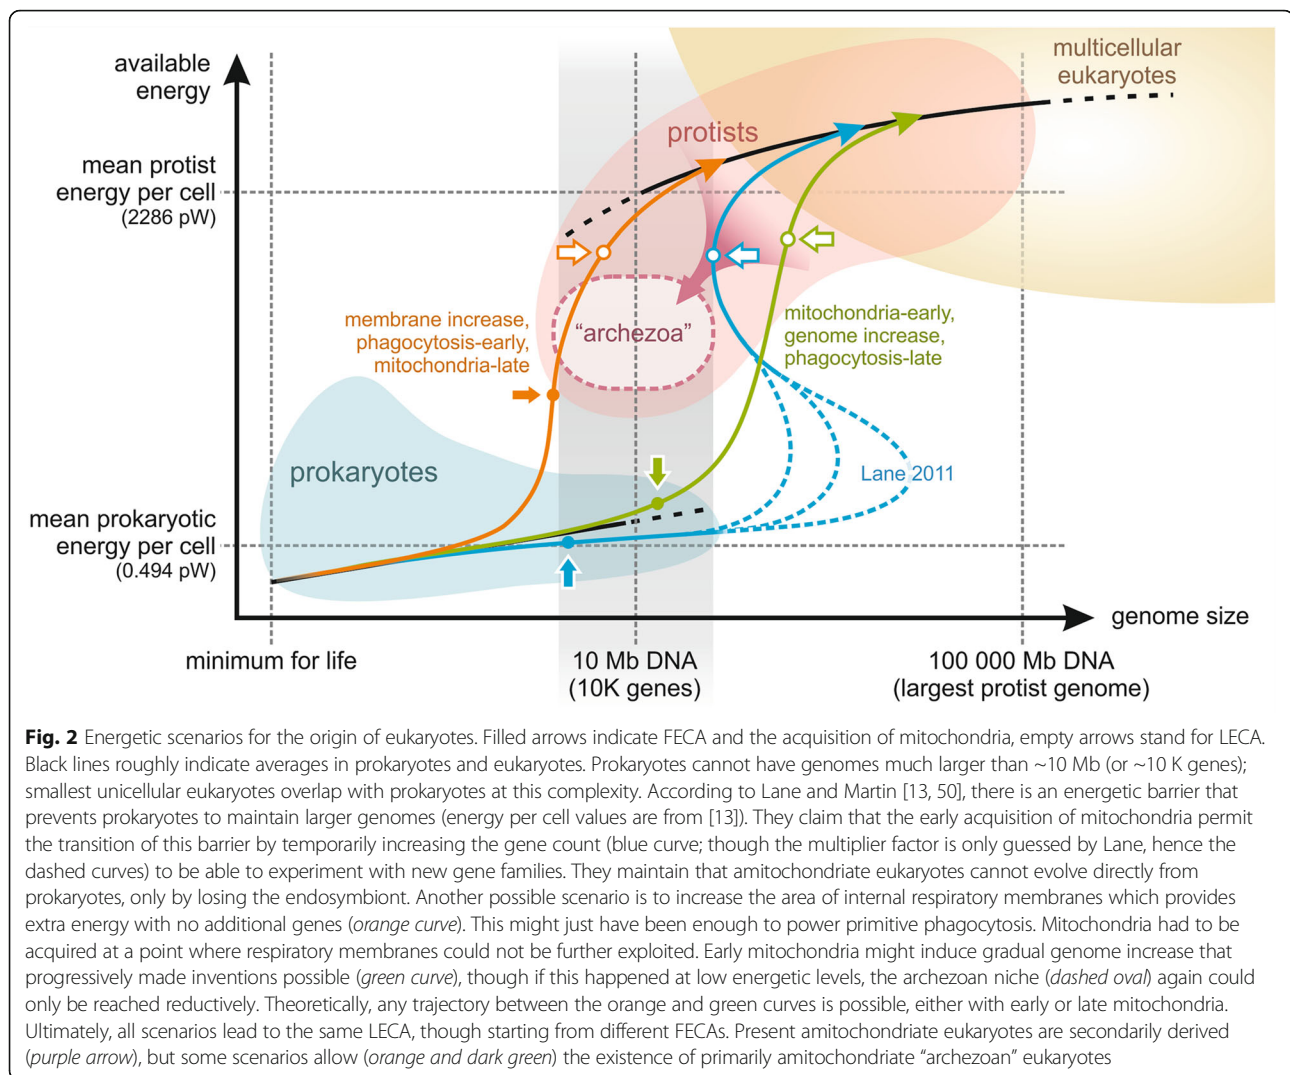 available
energy
multicellular
eukaryotes
protists
mean protist
energy per cell
(2286 pW)
membrane increase,
phagocytosis-early,
mitochondria-late
"archezoa"
mitochondria-early,
genome increase,
phagocytosis-late
prokaryotes
Lane 2011
mean prokaryotic
energy per cell
(0.494 pW)
genome size
minimum for life
10 Mb DNA
(10K genes)
100 000 Mb DNA
(largest protist genome)
Fig. 2 Energetic scenarios for the origin of eukaryotes. Filled arrows indicate FECA and the acquisition of mitochondria, empty arrows stand for LECA.
Black lines roughly indicate averages in prokaryotes and eukaryotes. Prokaryotes cannot have genomes much larger than ~10 Mb (or ~10 K genes);
smallest unicellular eukaryotes overlap with prokaryotes at this complexity. According to Lane and Martin [13, 50], there is an energetic barrier that
prevents prokaryotes to maintain larger genomes (energy per cell values are from [13]). They claim that the early acquisition of mitochondria permit
the transition of this barrier by temporarily increasing the gene count (blue curve; though the multiplier factor is only guessed by Lane, hence the
dashed curves) to be able to experiment with new gene families. They maintain that amitochondriate eukaryotes cannot evolve directly from
prokaryotes, only by losing the endosymbiont. Another possible scenario is to increase the area of internal respiratory membranes which provides
extra energy with no additional genes (orange curve). This might just have been enough to power primitive phagocytosis. Mitochondria had to be
acquired at a point where respiratory membranes could not be further exploited. Early mitochondria might induce gradual genome increase that
progressively made inventions possible (green curve), though if this happened at low energetic levels, the archezoan niche (dashed oval) again could
only be reached reductively. Theoretically, any trajectory between the orange and green curves is possible, either with early or late mitochondria.
Ultimately, all scenarios lead to the same LECA, though starting from different FECAs. Present amitochondriate eukaryotes are secondarily derived
(purple arrow), but some scenarios allow (orange and dark green) the existence of primarily amitochondriate "archezoan" eukaryotes